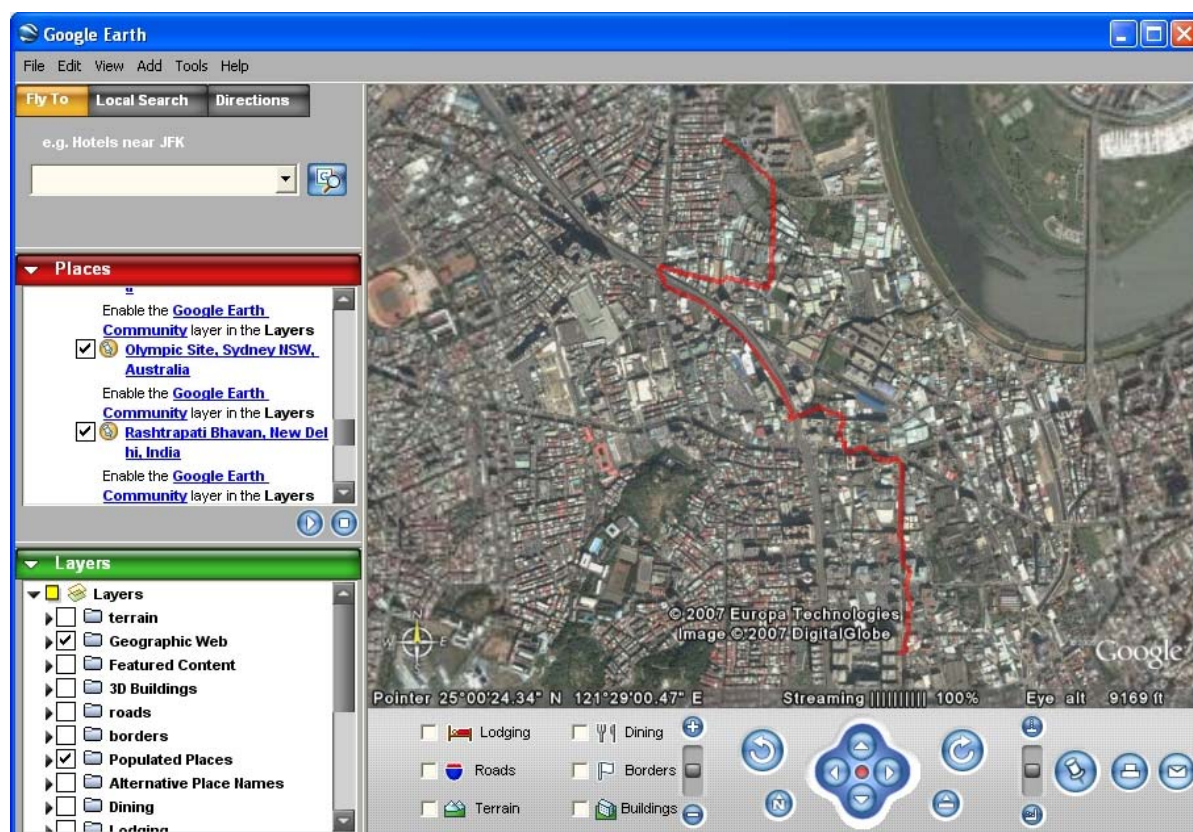 Google Earth
File Edit View Add Tools Help
Fly To Local Search Directions
e.g. Hotels near JFK
Places
a
Enable the Google Earth
Community layer in the Layers
Olympic Site, Sydney NSW,
Australia
Enable the Google Earth
Community layer in the Layers
Rashtrapati Bhavan, New Del
hi, India
Enable the Google Earth
Community layer in the Layers
Layers
Layers
terrain
Geographic Web
Featured Content
3D Buildings
roads
borders
Populated Places
Alternative Place Names
Dining
Lodging
N
W E
© 2007 Europa Technologies
Image © 2007 DigitalGlobe
Google
Pointer 25°00'24.34" N 121°29'00.47" E Streaming |||||||||| 100% Eye alt 9169 ft
Lodging Dining
Roads Borders
Terrain Buildings
N